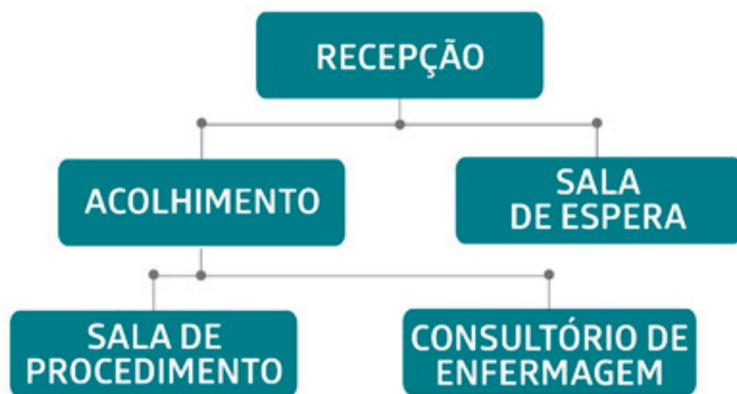 RECEPÇÃO
ACOLHIMENTO
SALA
DE ESPERA
SALA DE
PROCEDIMENTO
CONSULTÓRIO DE
ENFERMAGEM